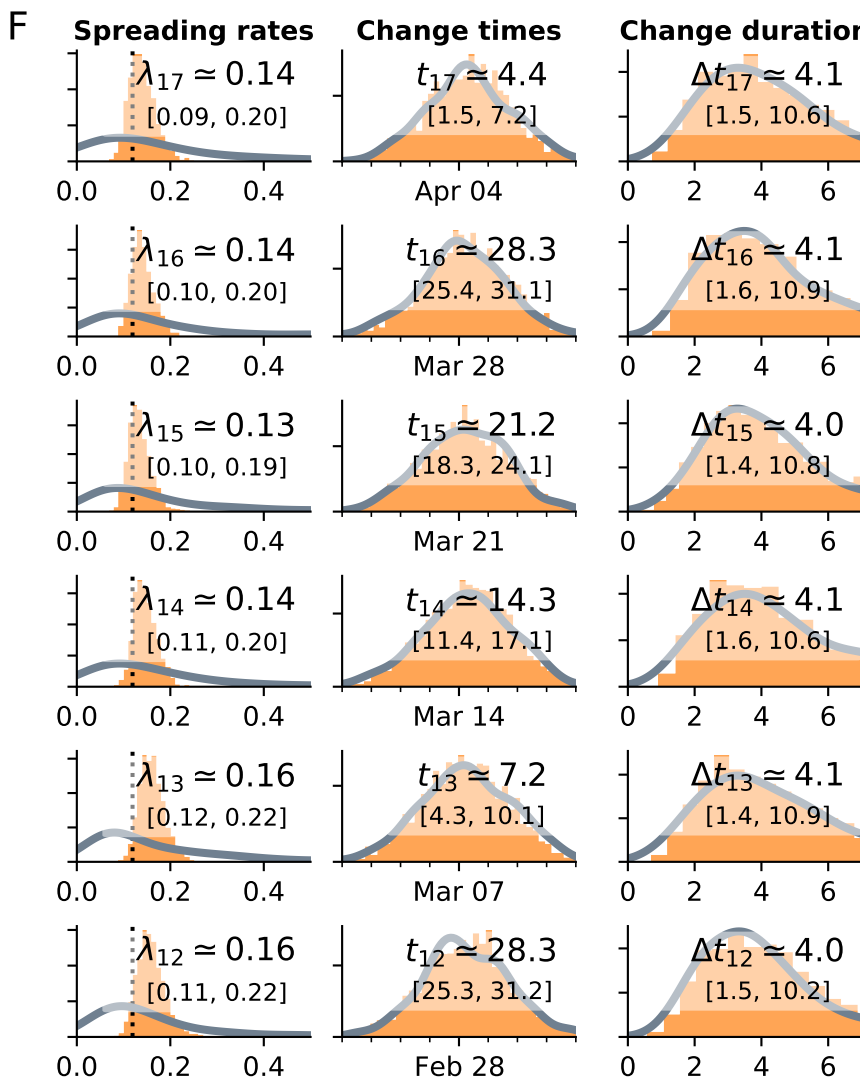 F
Spreading rates Change times Change duration
λ17 ≃ 0.14 t17 ≃ 4.4 Δt17 ≃ 4.1
[0.09, 0.20] [1.5, 7.2] [1.5, 10.6]
0.0 0.2 0.4 Apr 04 0 2 4 6
λ16 ≃ 0.14 t16 ≃ 28.3 Δt16 ≃ 4.1
[0.10, 0.20] [25.4, 31.1] [1.6, 10.9]
0.0 0.2 0.4 Mar 28 0 2 4 6
λ15 ≃ 0.13 t15 ≃ 21.2 Δt15 ≃ 4.0
[0.10, 0.19] [18.3, 24.1] [1.4, 10.8]
0.0 0.2 0.4 Mar 21 0 2 4 6
λ14 ≃ 0.14 t14 ≃ 14.3 Δt14 ≃ 4.1
[0.11, 0.20] [11.4, 17.1] [1.6, 10.6]
0.0 0.2 0.4 Mar 14 0 2 4 6
λ13 ≃ 0.16 t13 ≃ 7.2 Δt13 ≃ 4.1
[0.12, 0.22] [4.3, 10.1] [1.4, 10.9]
0.0 0.2 0.4 Mar 07 0 2 4 6
λ12 ≃ 0.16 t12 ≃ 28.3 Δt12 ≃ 4.0
[0.11, 0.22] [25.3, 31.2] [1.5, 10.2]
0.0 0.2 0.4 Feb 28 0 2 4 6